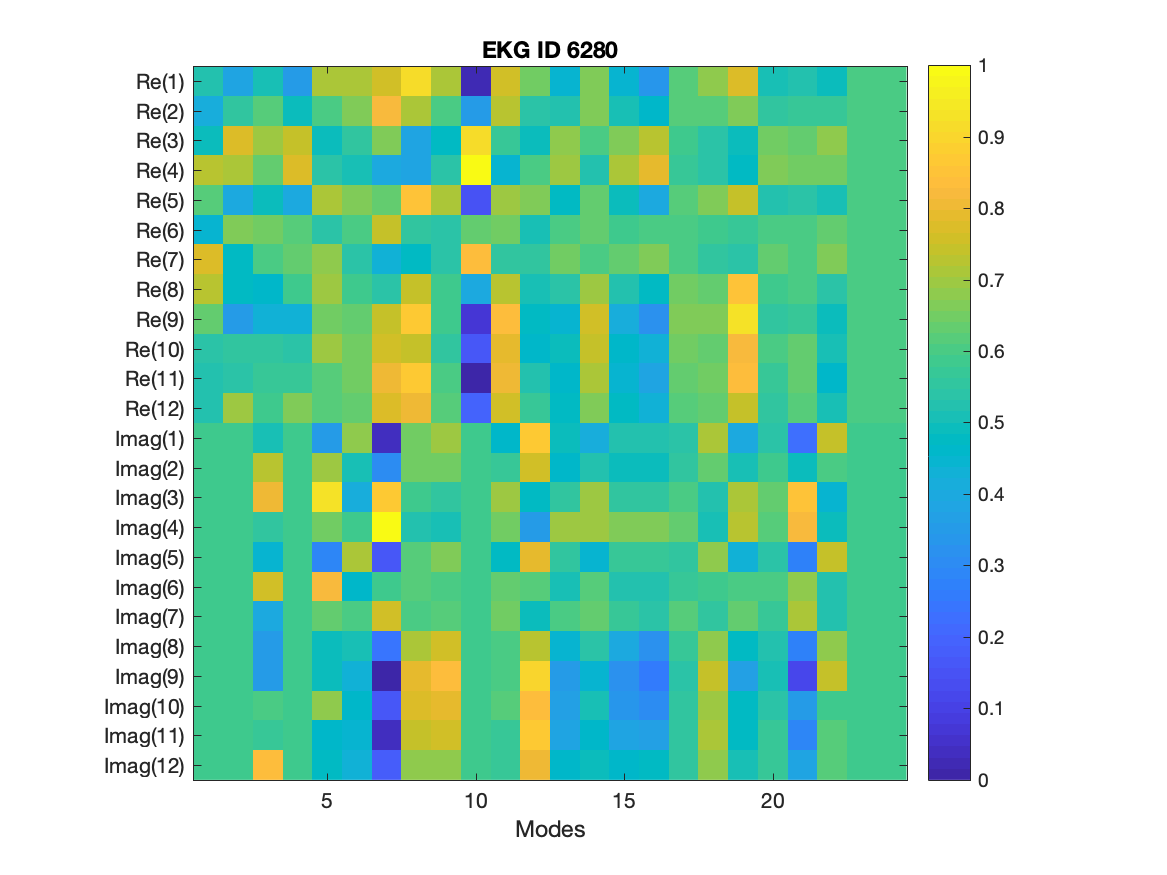 EKG ID 6280
Re(1)
Re(2)
Re(3)
Re(4)
Re(5)
Re(6)
Re(7)
Re(8)
Re(9)
Re(10)
Re(11)
Re(12)
Imag(1)
Imag(2)
Imag(3)
Imag(4)
Imag(5)
Imag(6)
Imag(7)
Imag(8)
Imag(9)
Imag(10)
Imag(11)
Imag(12)
5 10 15 20
Modes
1
0.9
0.8
0.7
0.6
0.5
0.4
0.3
0.2
0.1
0